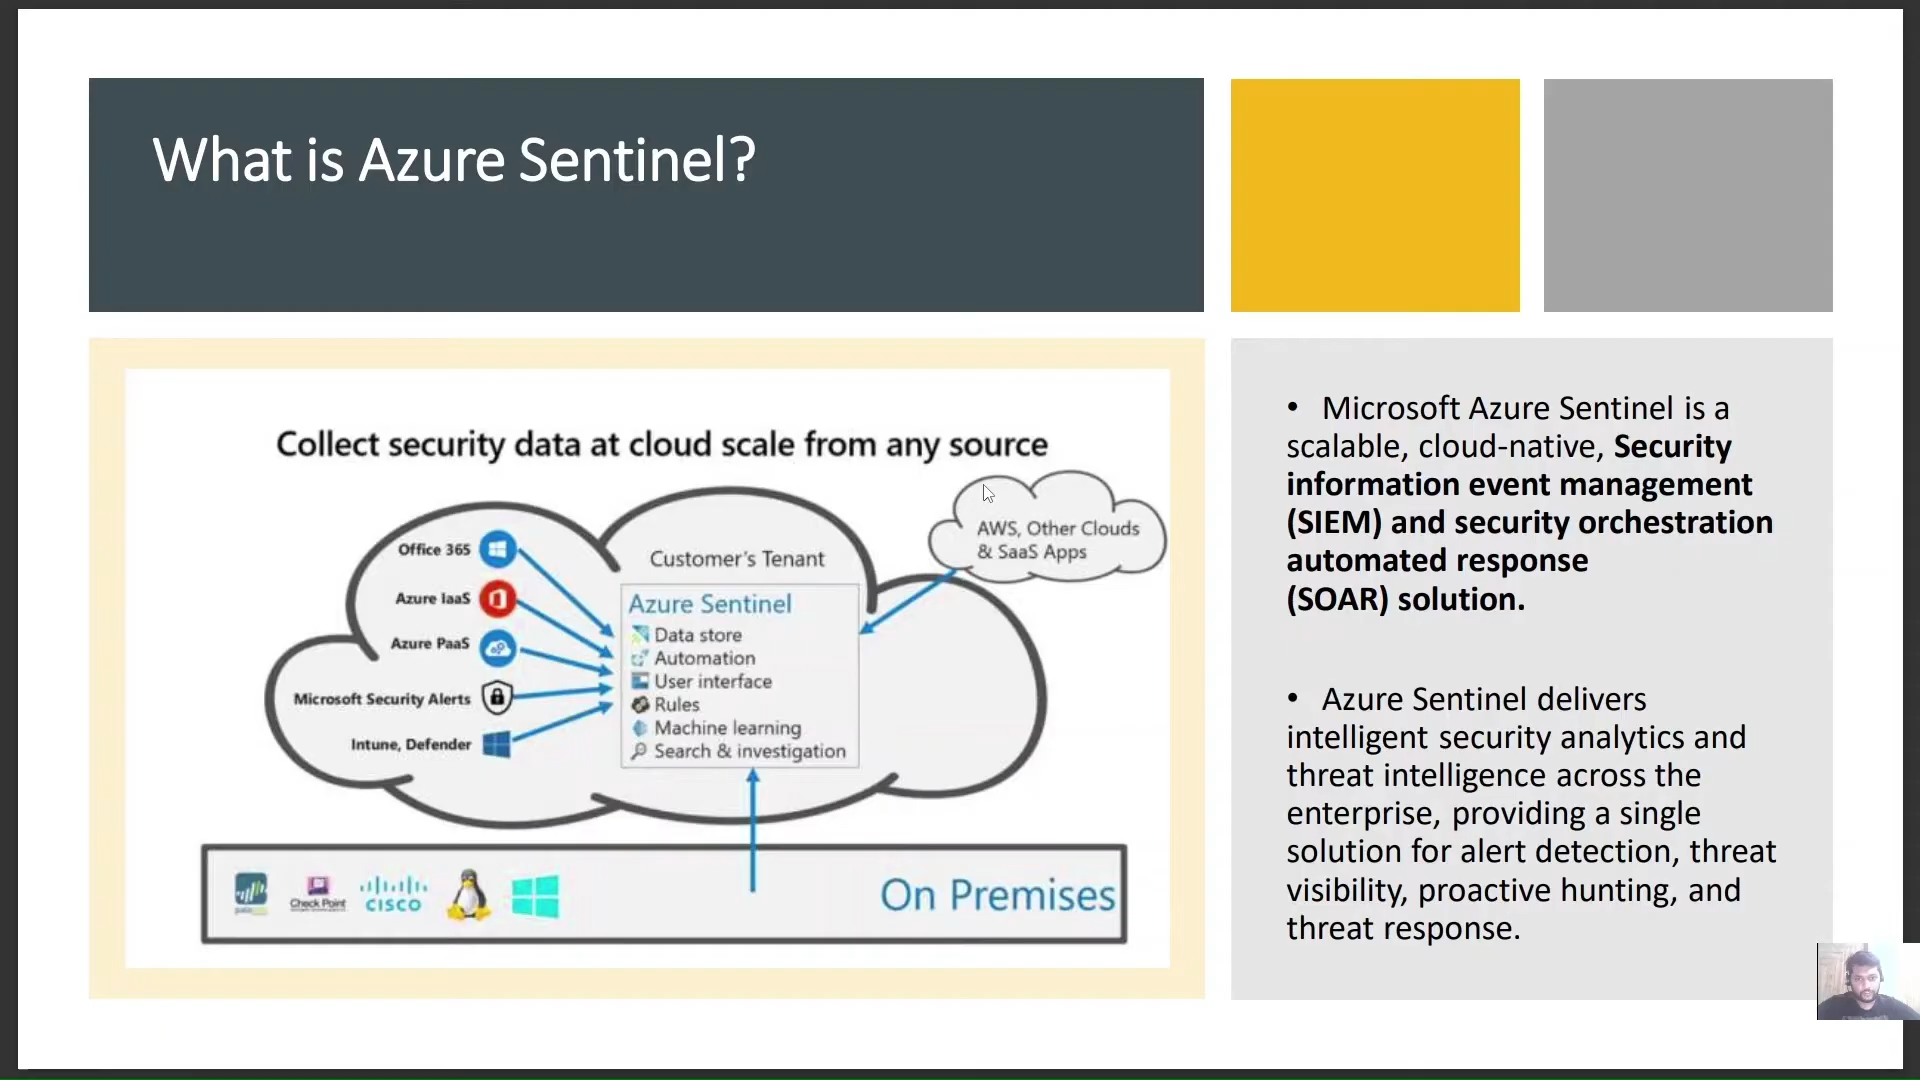 What is Azure Sentinel?
Collect security data at cloud scale from any source
AWS, Other Clouds
& SaaS Apps
Office 365
Azure IaaS
Azure PaaS
Microsoft Security Alerts
Intune, Defender
Customer's Tenant
Azure Sentinel
Data store
Automation
User interface
Rules
Machine learning
Search & investigation
Check Point
CISCO
On Premises
• Microsoft Azure Sentinel is a
scalable, cloud-native, Security
information event management
(SIEM) and security orchestration
automated response
(SOAR) solution.
• Azure Sentinel delivers
intelligent security analytics and
threat intelligence across the
enterprise, providing a single
solution for alert detection, threat
visibility, proactive hunting, and
threat response.